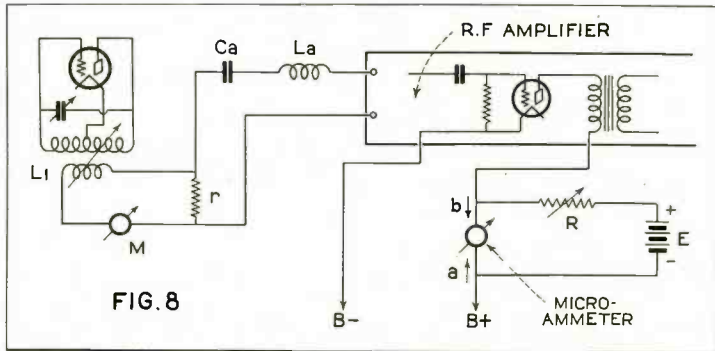 R.F AMPLIFIER
Ca
La
L1
r
M
b
R
+
E
-
a
FIG. 8
MICRO-
AMMETER
B-
B+